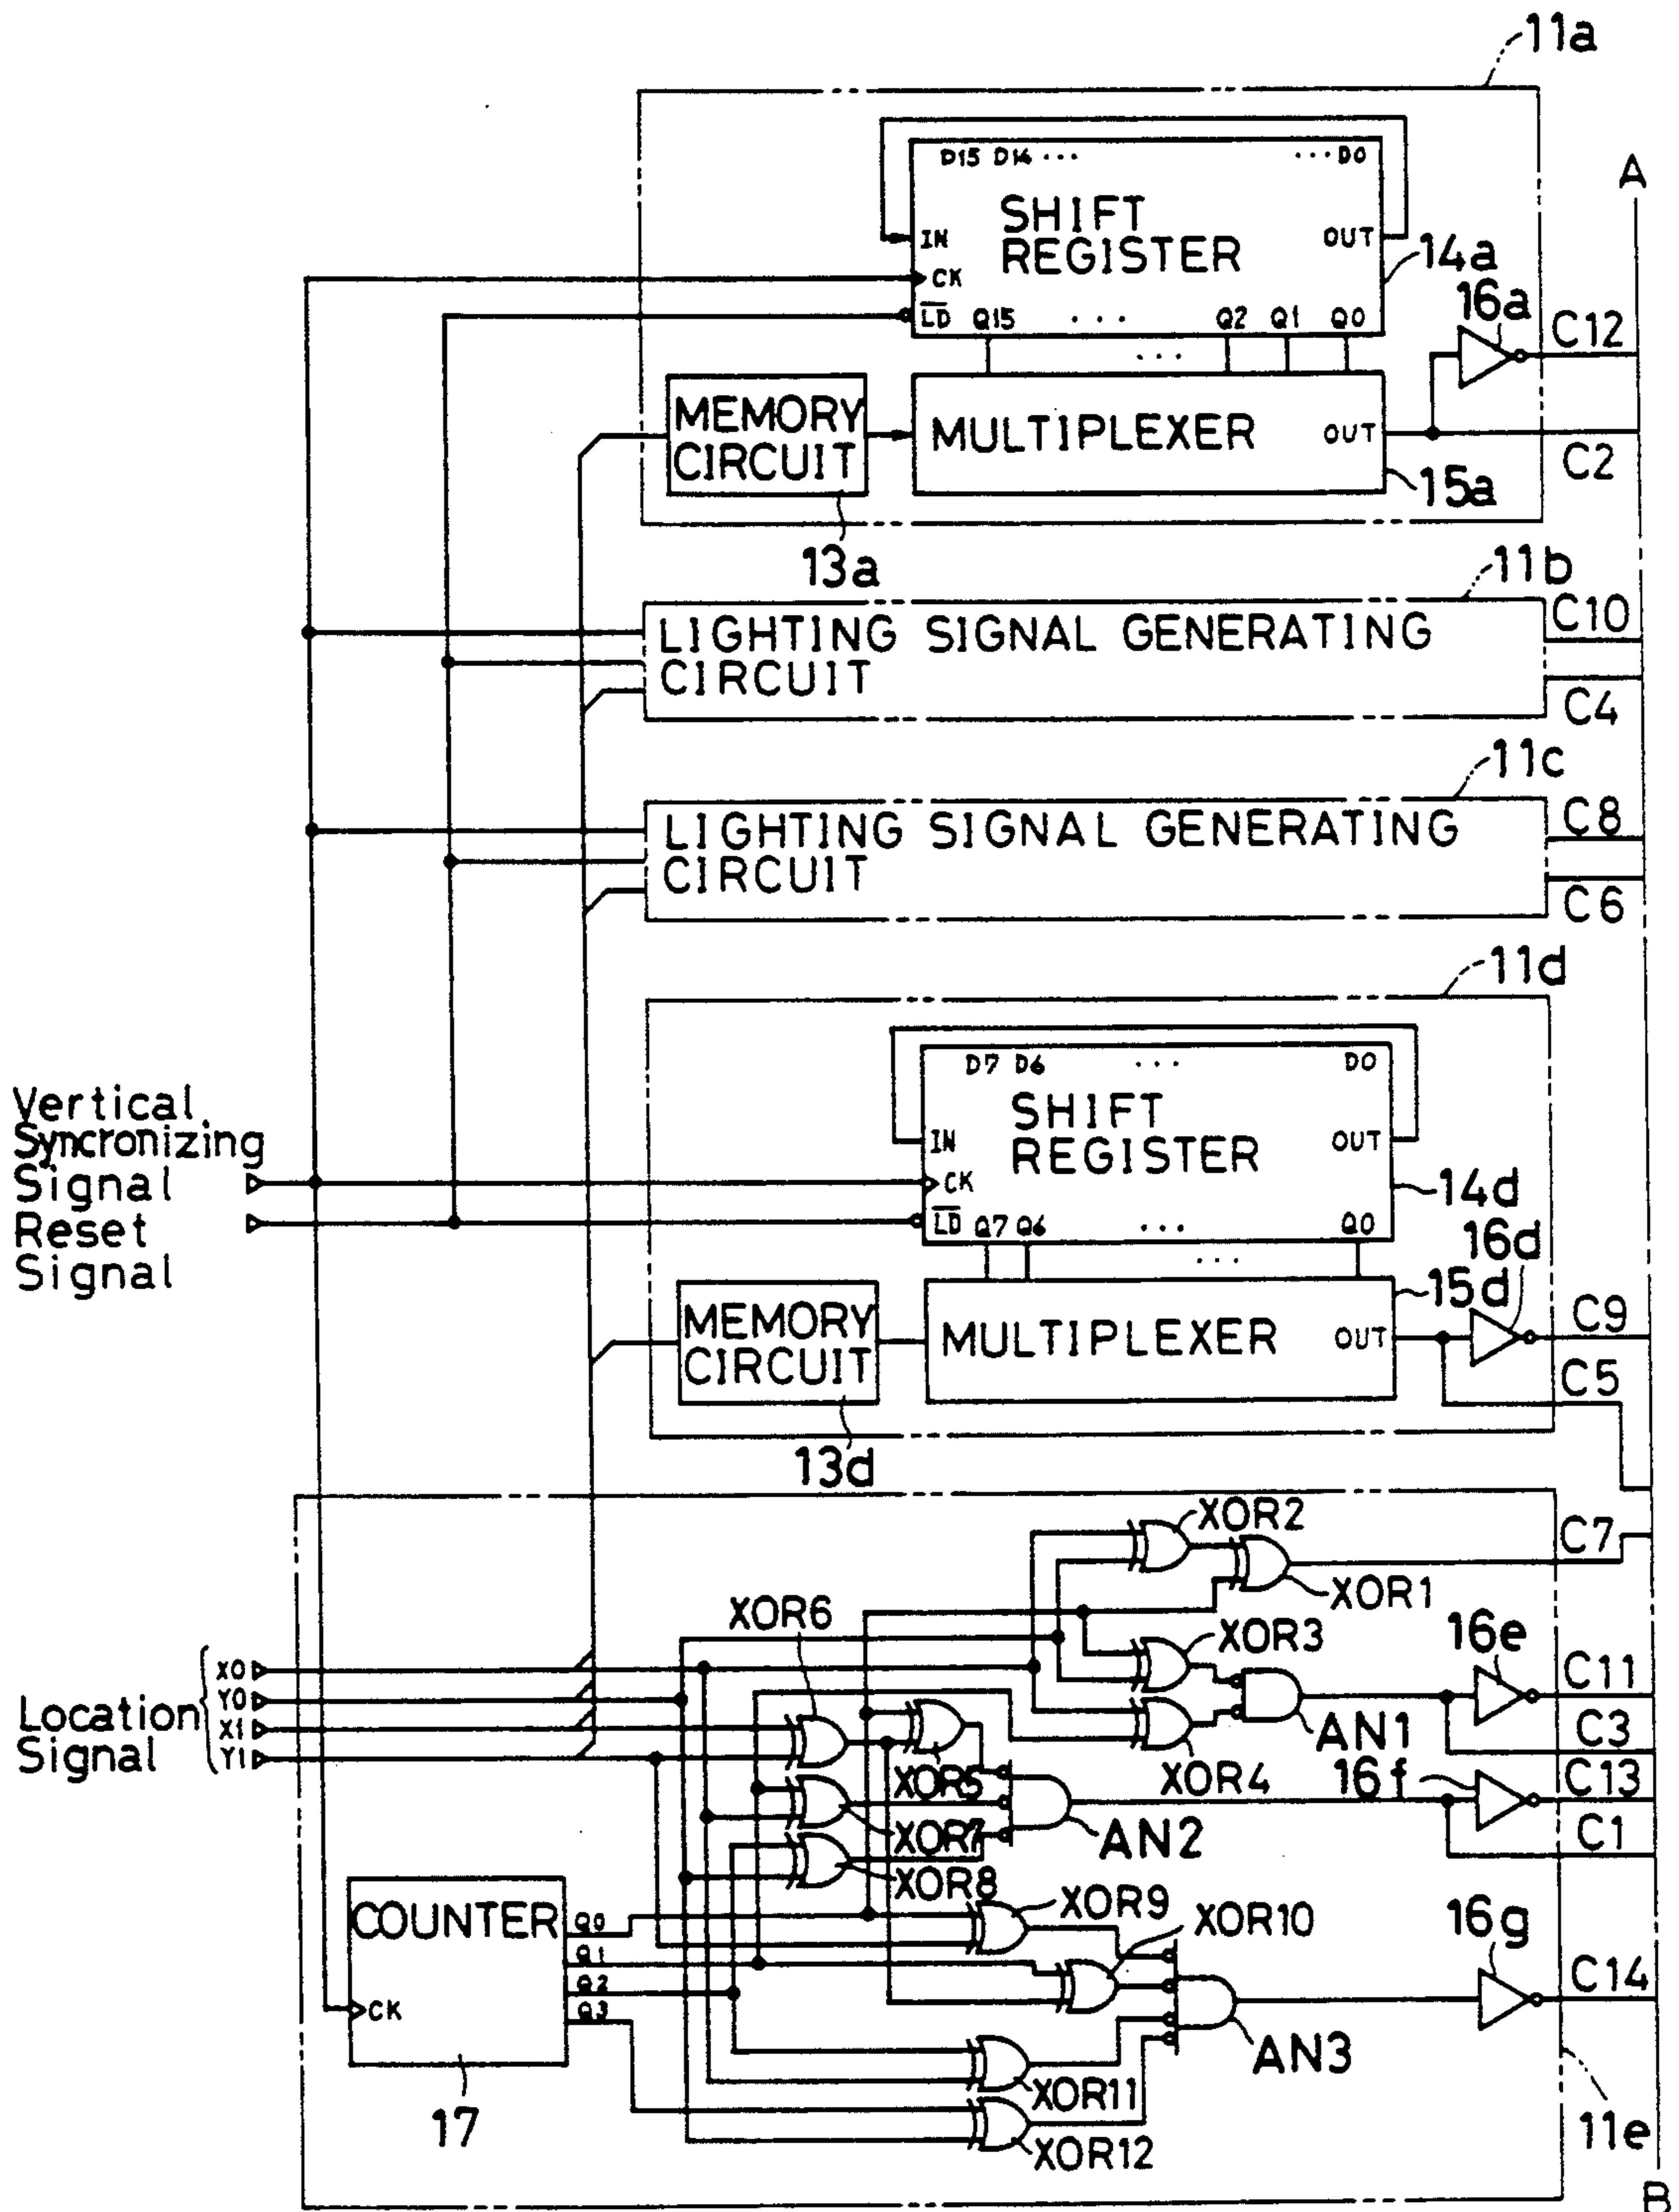 11a
D15 D14 ··· ··· D0
A
SHIFT
REGISTER
IN
OUT
14a
CK
16a
LD Q15 ··· Q2 Q1 Q0
C12
···
MEMORY
CIRCUIT
MULTIPLEXER
OUT
C2
15a
13a
11b
C10
LIGHTING SIGNAL GENERATING
CIRCUIT
C4
11c
C8
LIGHTING SIGNAL GENERATING
CIRCUIT
C6
11d
D7 D6 ··· D0
Vertical
Syncronizing
Signal
SHIFT
REGISTER
IN
OUT
CK
14d
Reset
Signal
LD Q7 Q6 ··· Q0
16d
···
15d
MEMORY
CIRCUIT
MULTIPLEXER
OUT
C9
C5
13d
XOR2
C7
XOR1
XOR6
XOR3
16e
Location
Signal
X0
Y0
X1
Y1
C11
AN1
C3
XOR5
XOR4
16f
C13
XOR7
AN2
C1
XOR8
COUNTER
Q0
Q1
Q2
Q3
CK
XOR9
XOR10
16g
C14
AN3
XOR11
17
XOR12
11e
B